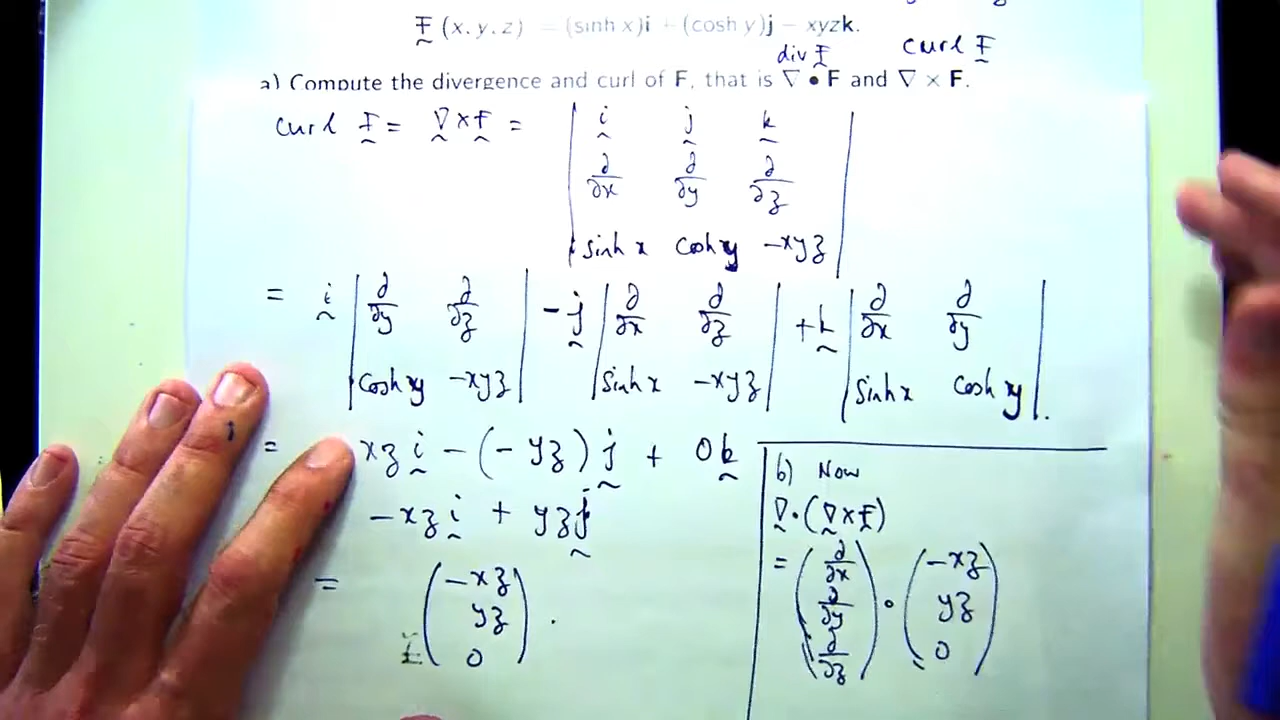 F (x, y, z) = (sinh x)i + (cosh y)j − xyzk.
div F curl F
a) Compute the divergence and curl of F, that is ∇ • F and ∇ × F.
Curl F = ∇ × F = | i j k
∂/∂x ∂/∂y ∂/∂z
sinh x cosh y −xyz |
= i | ∂/∂y ∂/∂z | − j | ∂/∂x ∂/∂z | + k | ∂/∂x ∂/∂y |
| cosh y −xyz | | sinh x −xyz | | sinh x cosh y | .
= xz i − (− yz) j + 0 k
−xz i + yz j
= ( −xz
yz
0 ) .
b) Now
∇ • (∇ × F)
= ( ∂/∂x ) ( −xz )
( ∂/∂y ) • ( yz )
( ∂/∂z ) ( 0 )